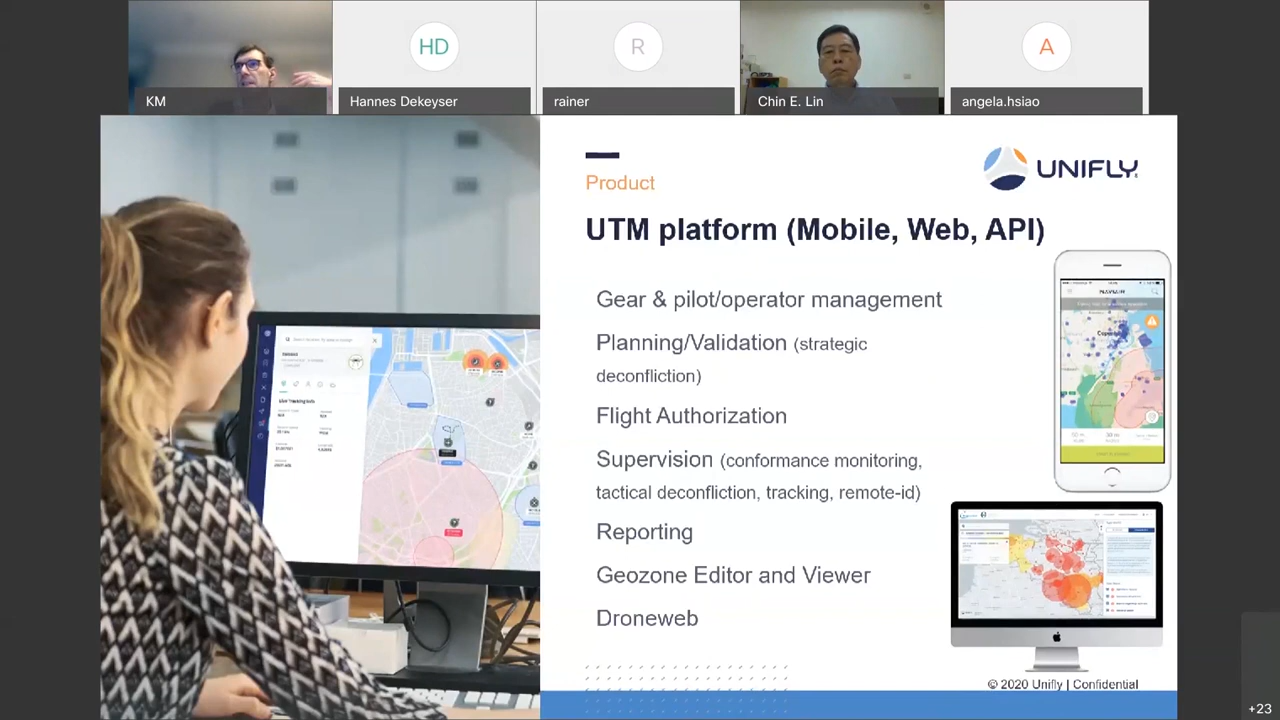 HD
R
A
KM
Hannes Dekeyser
rainer
Chin E. Lin
angela.hsiao
Product
UNIFLY
UTM platform (Mobile, Web, API)
Gear & pilot/operator management
Planning/Validation (strategic
deconfliction)
Flight Authorization
Supervision (conformance monitoring,
tactical deconfliction, tracking, remote-id)
Reporting
Geozone Editor and Viewer
Droneweb
© 2020 Unifly | Confidential
+23